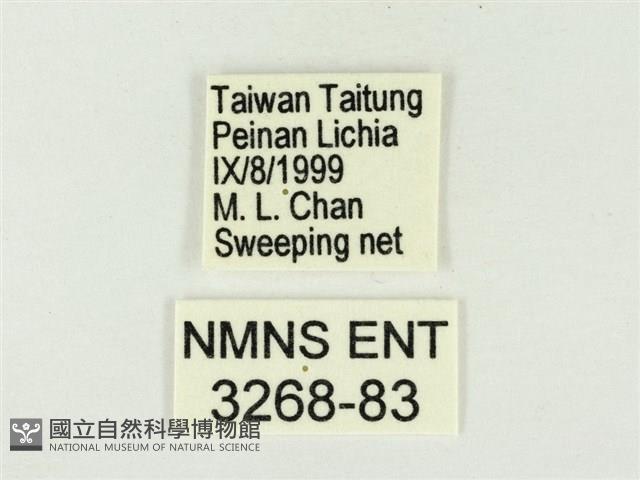 Taiwan Taitung
Peinan Lichia
IX/8/1999
M. L. Chan
Sweeping net
NMNS ENT
3268-83
國立自然科學博物館
NATIONAL MUSEUM OF NATURAL SCIENCE